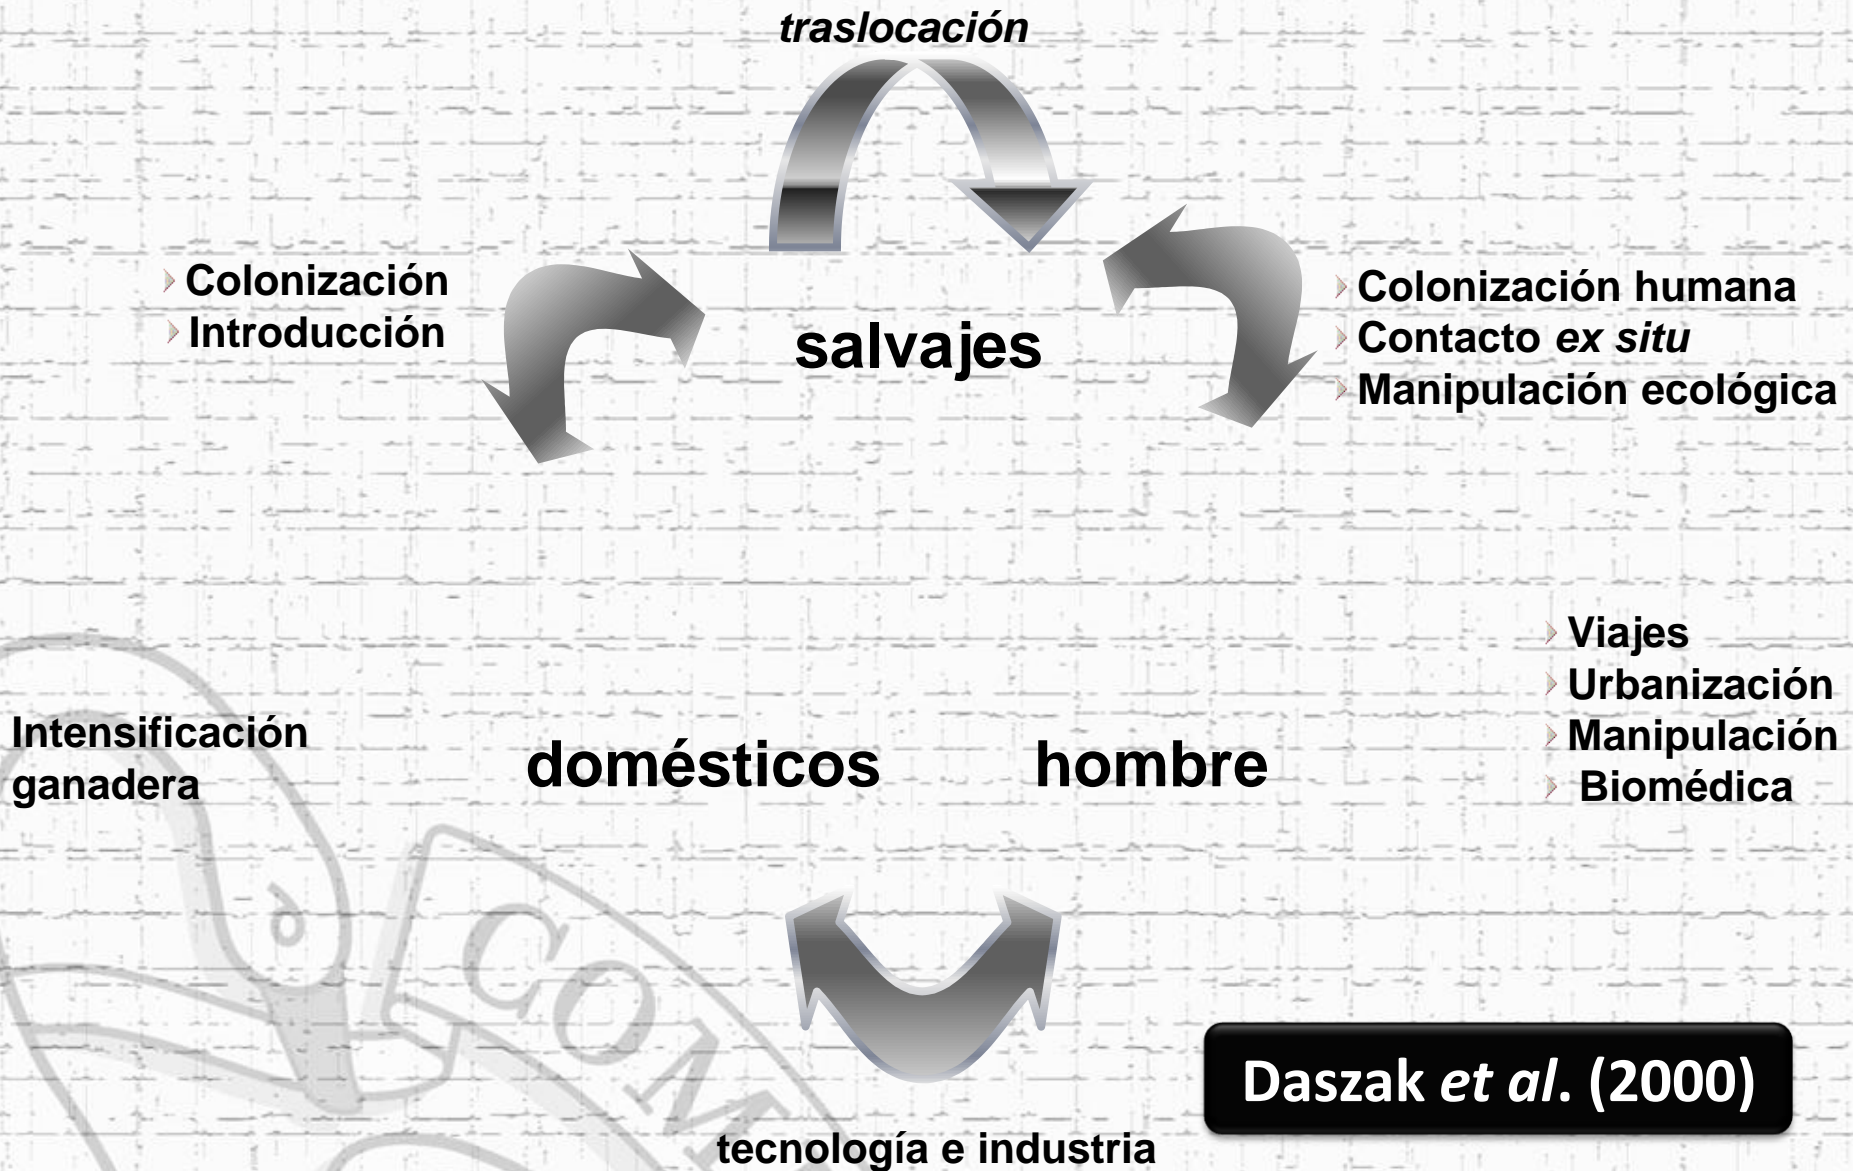 traslocación
Colonización
Introducción
salvajes
Colonización humana
Contacto ex situ
Manipulación ecológica
Intensificación
ganadera
domésticos
hombre
Viajes
Urbanización
Manipulación
Biomédica
COM
Daszak et al. (2000)
tecnología e industria